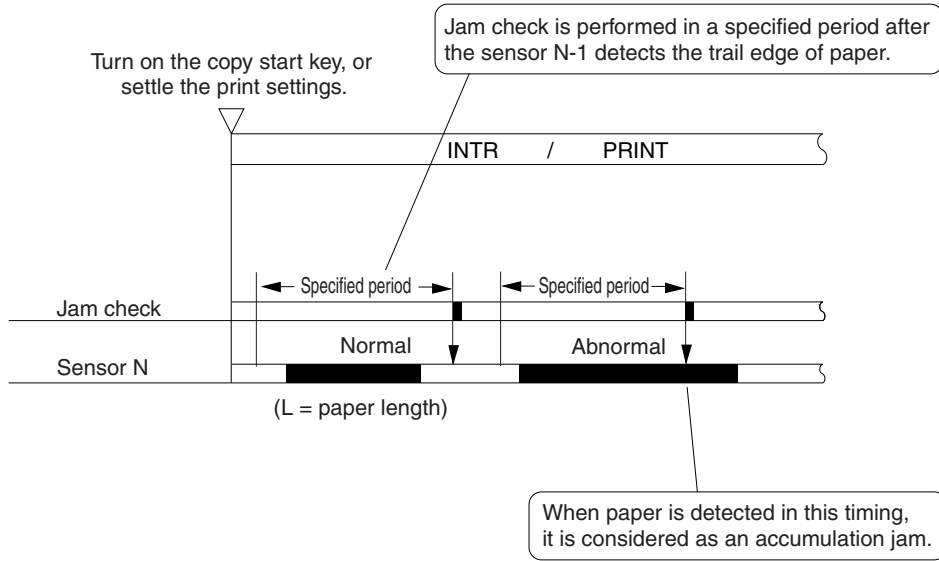 Jam check is performed in a specified period after
the sensor N-1 detects the trail edge of paper.
Turn on the copy start key, or
settle the print settings.
INTR / PRINT
Specified period
Specified period
Jam check
Normal
Abnormal
Sensor N
(L = paper length)
When paper is detected in this timing,
it is considered as an accumulation jam.